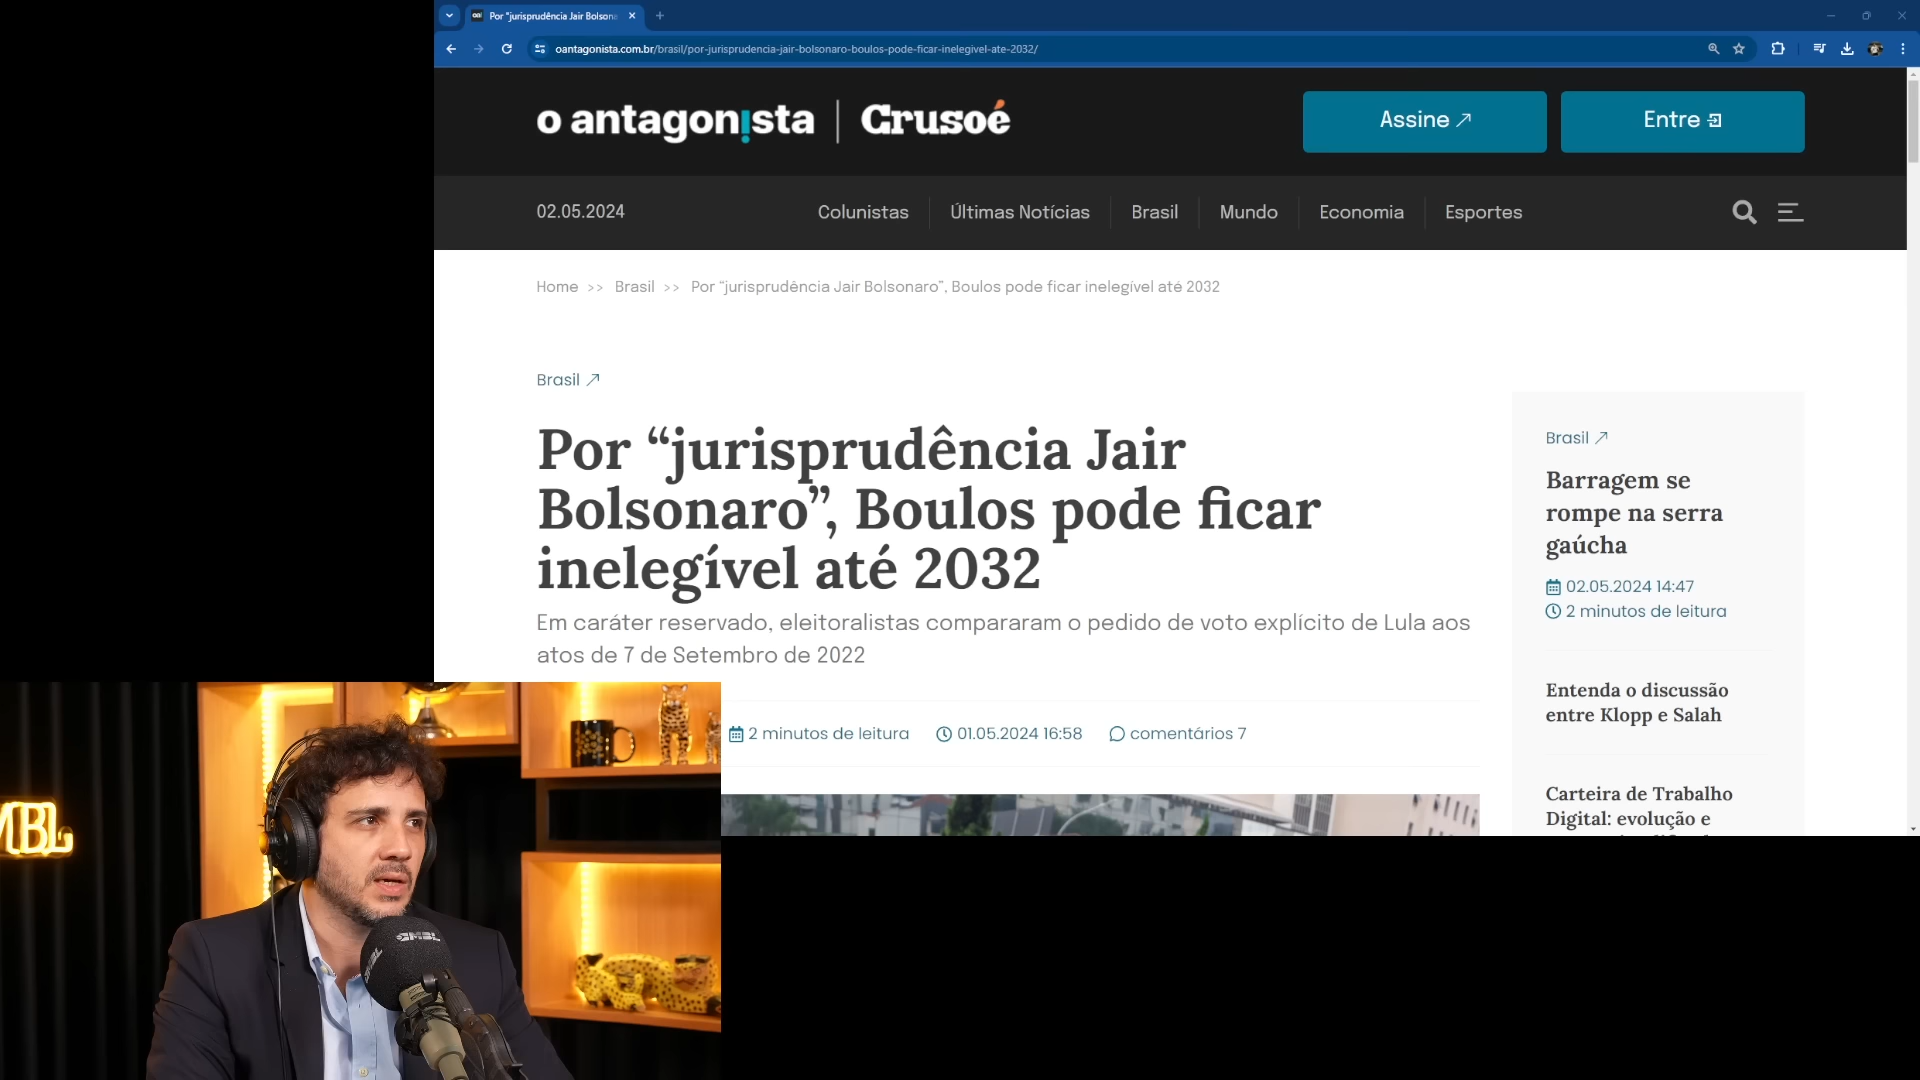 Por "jurisprudência Jair Bolsona
oantagonista.com.br/brasil/por-jurisprudencia-jair-bolsonaro-boulos-pode-ficar-inelegivel-ate-2032/
o antagonista | Crusoé
Assine
Entre
02.05.2024
Colunistas
Últimas Notícias
Brasil
Mundo
Economia
Esportes
Home >> Brasil >> Por “jurisprudência Jair Bolsonaro”, Boulos pode ficar inelegível até 2032
Brasil
Por “jurisprudência Jair
Bolsonaro”, Boulos pode ficar
inelegível até 2032
Em caráter reservado, eleitoralistas compararam o pedido de voto explícito de Lula aos
atos de 7 de Setembro de 2022
2 minutos de leitura
01.05.2024 16:58
comentários 7
Brasil
Barragem se
rompe na serra
gaúcha
02.05.2024 14:47
2 minutos de leitura
Entenda o discussão
entre Klopp e Salah
Carteira de Trabalho
Digital: evolução e
MBL
MBL